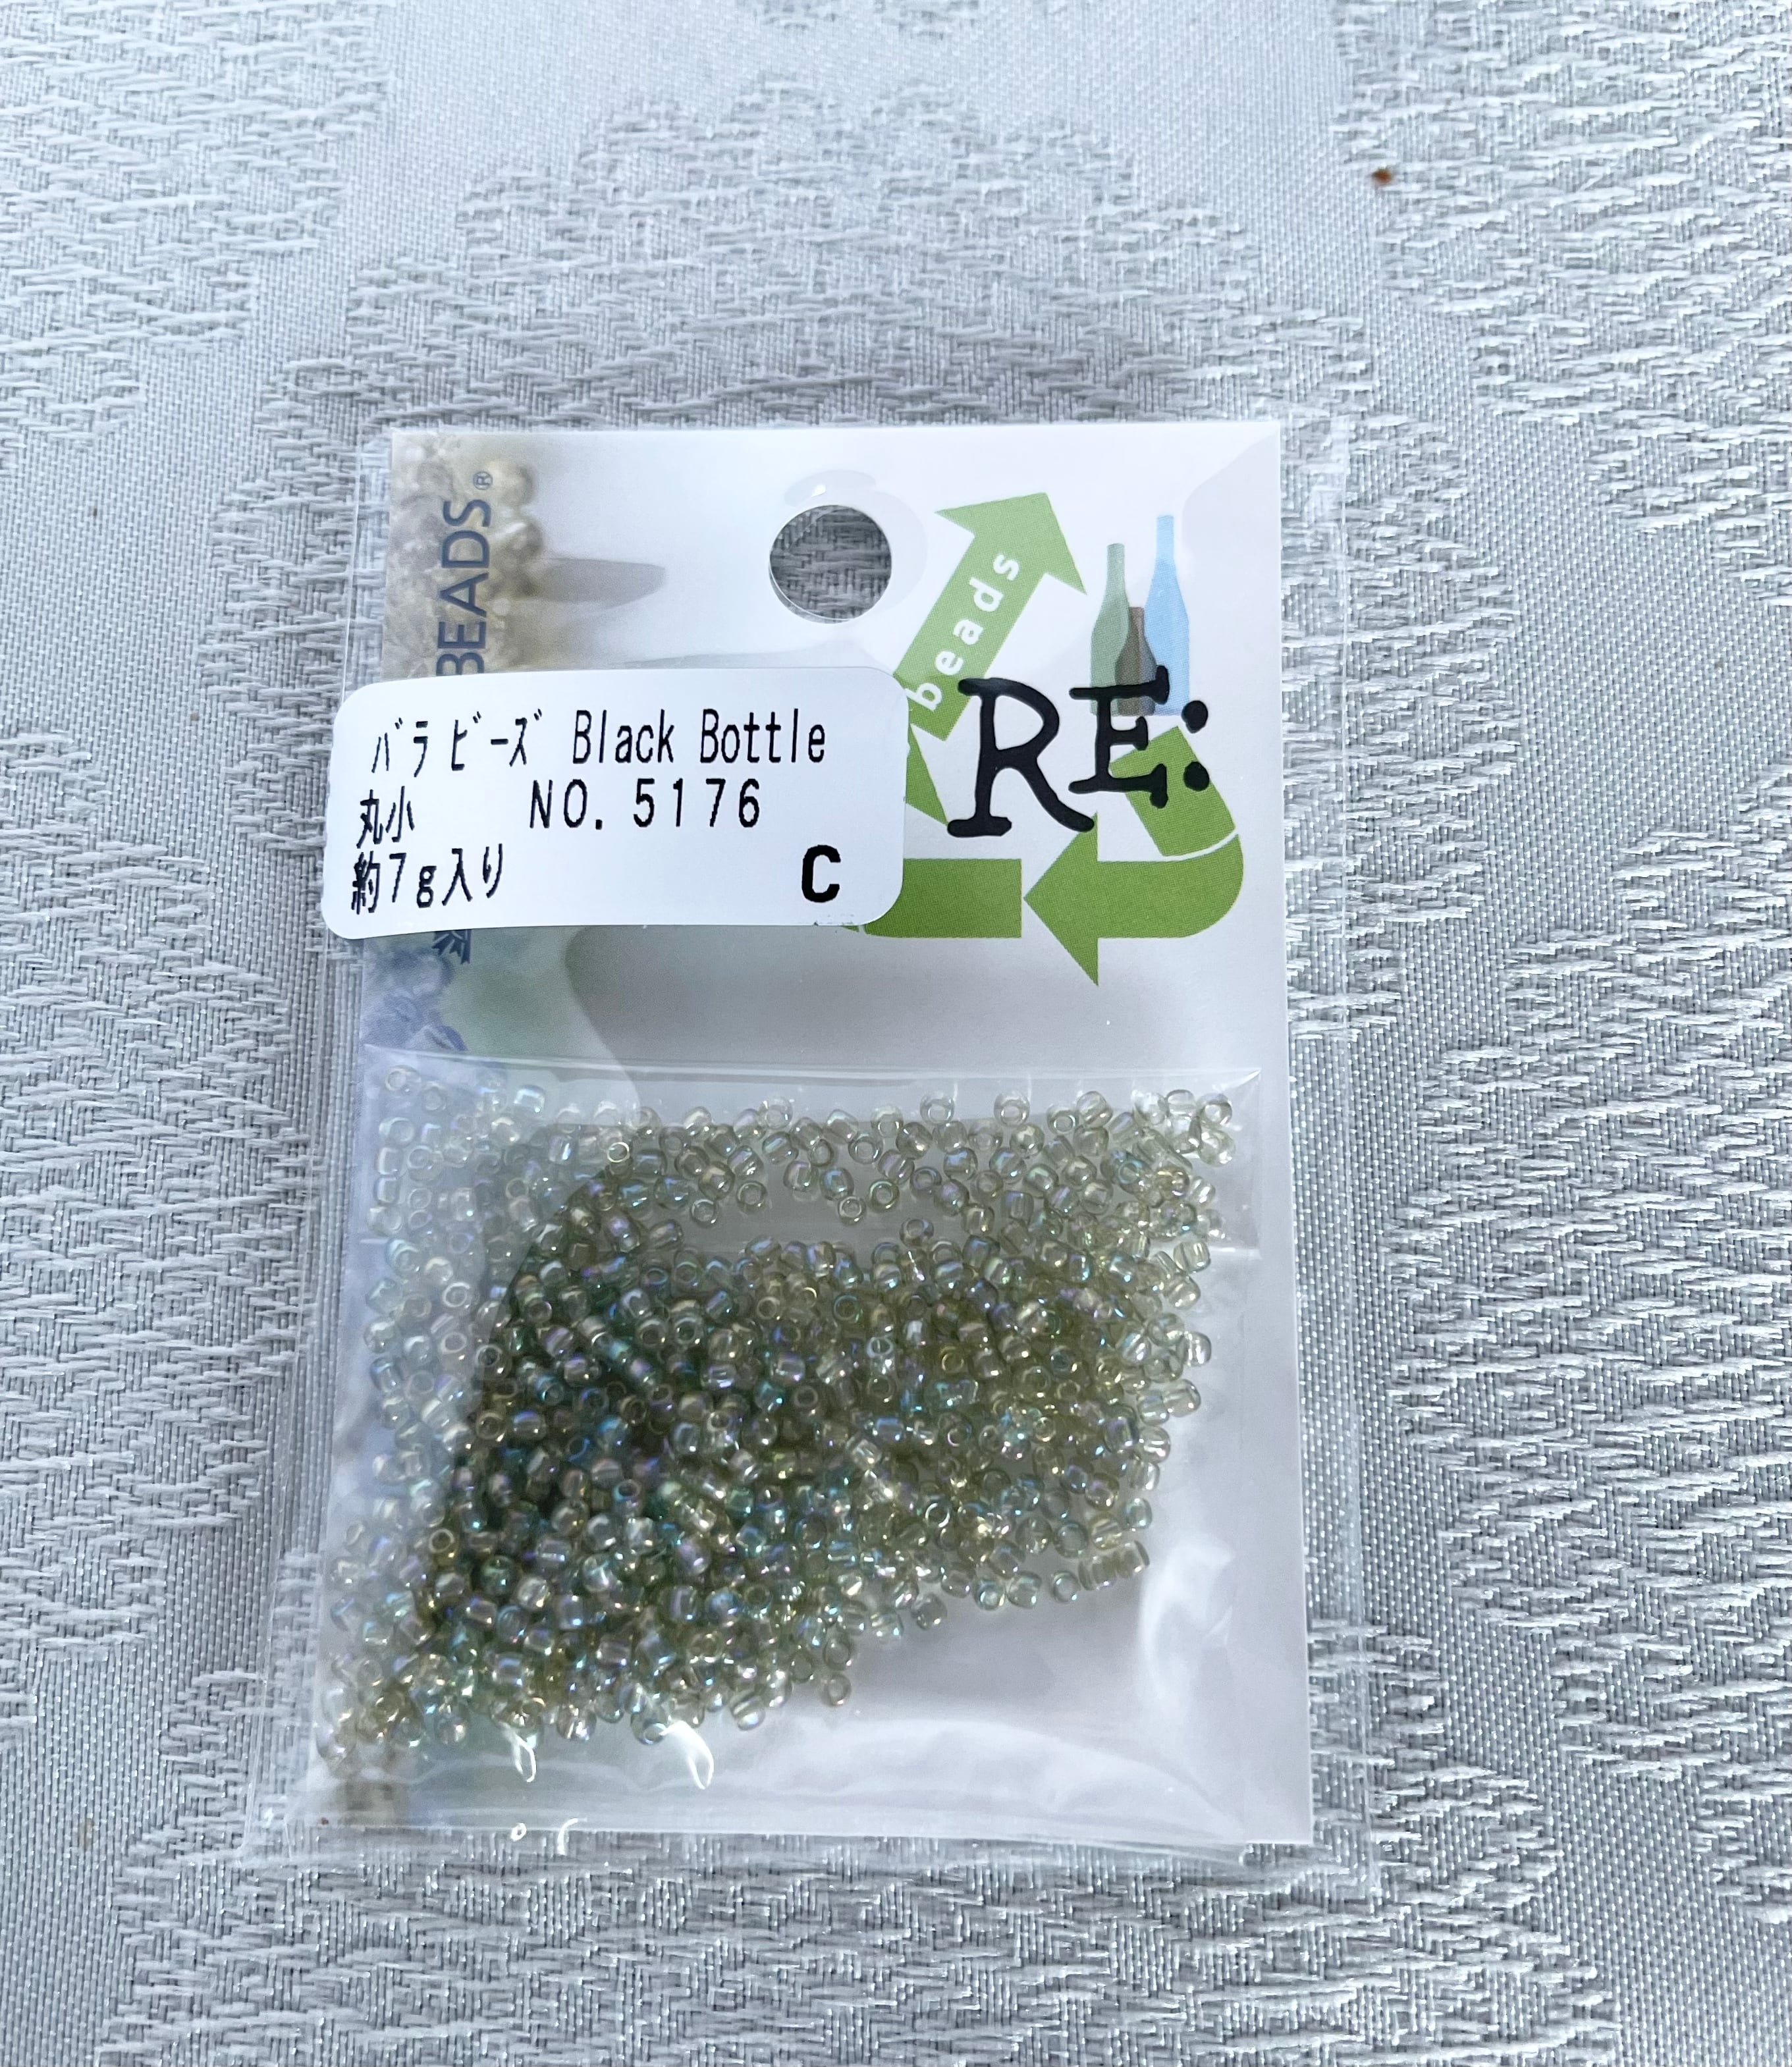 BEADS®
beads
RE:
ﾊﾞﾗ ﾋﾞｰｽﾞ Black Bottle
丸小 NO. 5176
約7g入り C